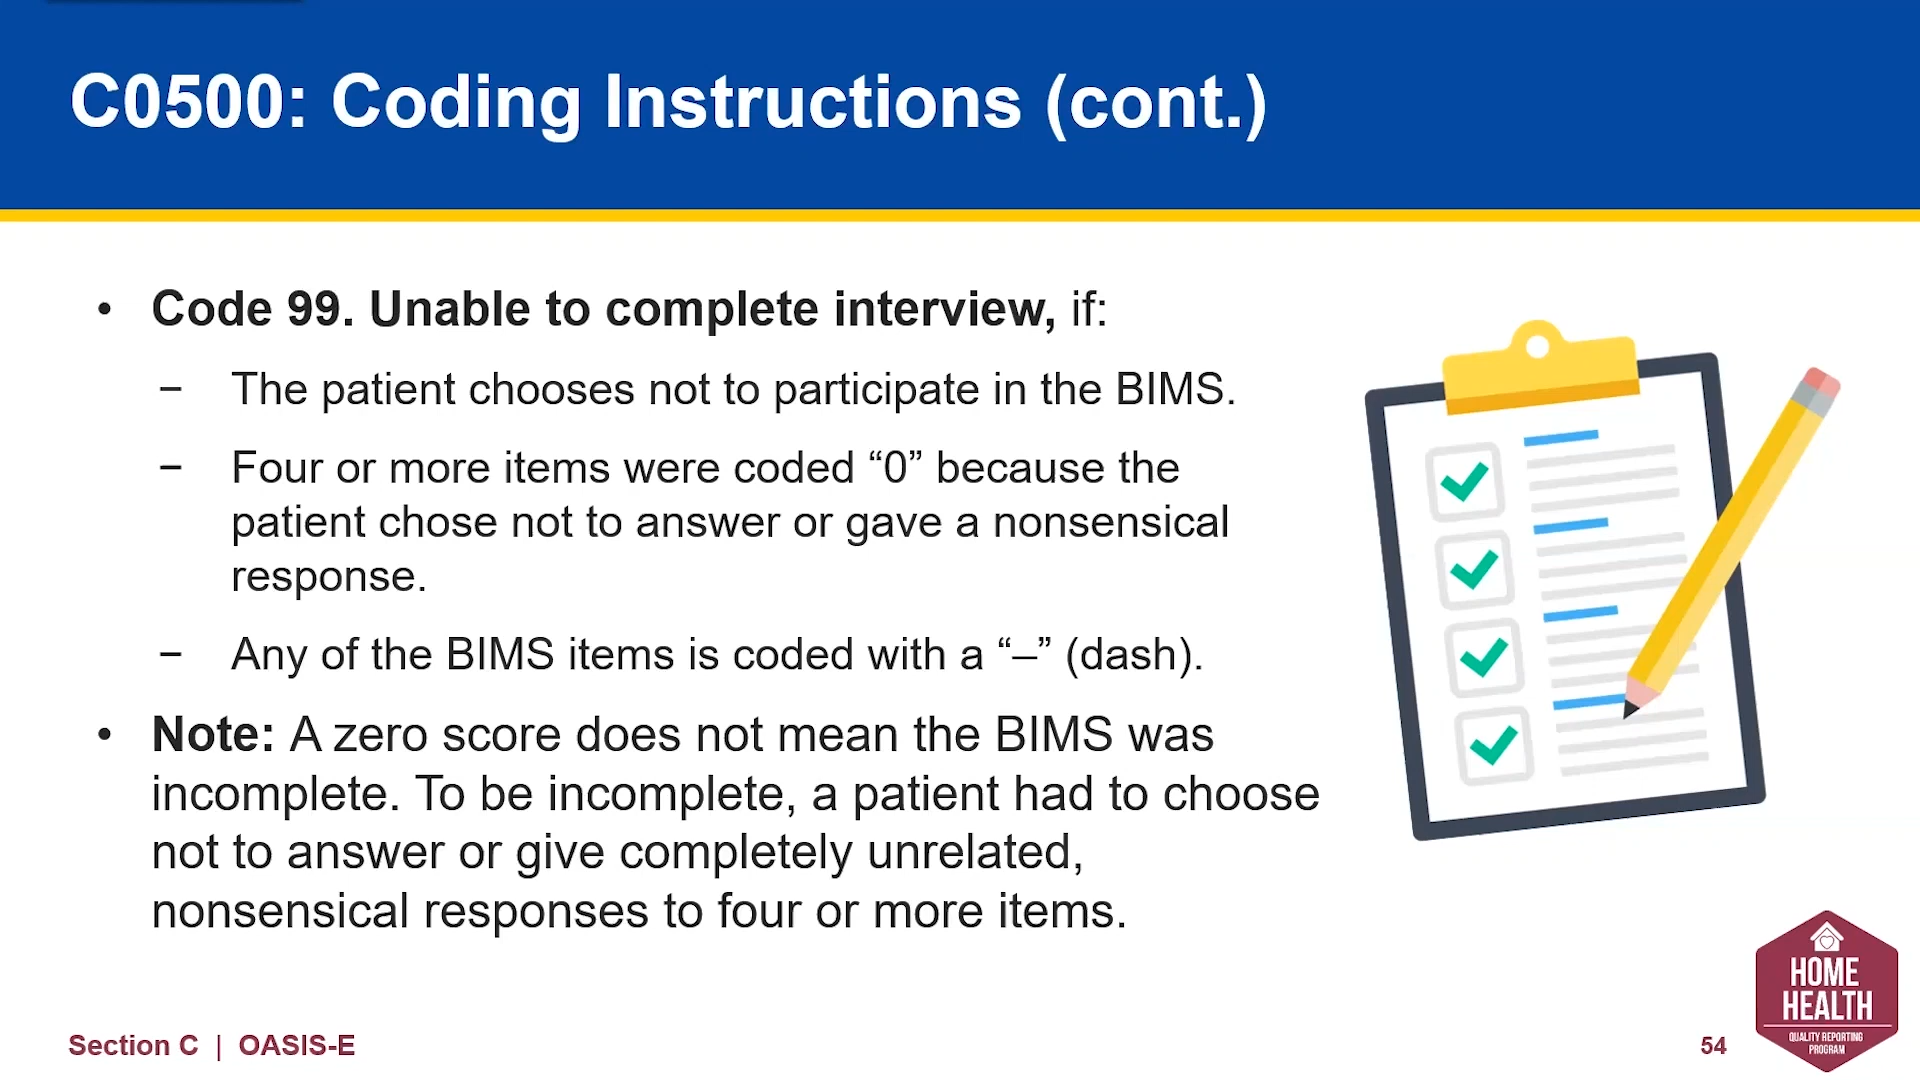 C0500: Coding Instructions (cont.)
• Code 99. Unable to complete interview, if:
− The patient chooses not to participate in the BIMS.
− Four or more items were coded “0” because the
patient chose not to answer or gave a nonsensical
response.
− Any of the BIMS items is coded with a “–” (dash).
• Note: A zero score does not mean the BIMS was
incomplete. To be incomplete, a patient had to choose
not to answer or give completely unrelated,
nonsensical responses to four or more items.
Section C | OASIS-E
54
HOME
HEALTH
QUALITY REPORTING
PROGRAM